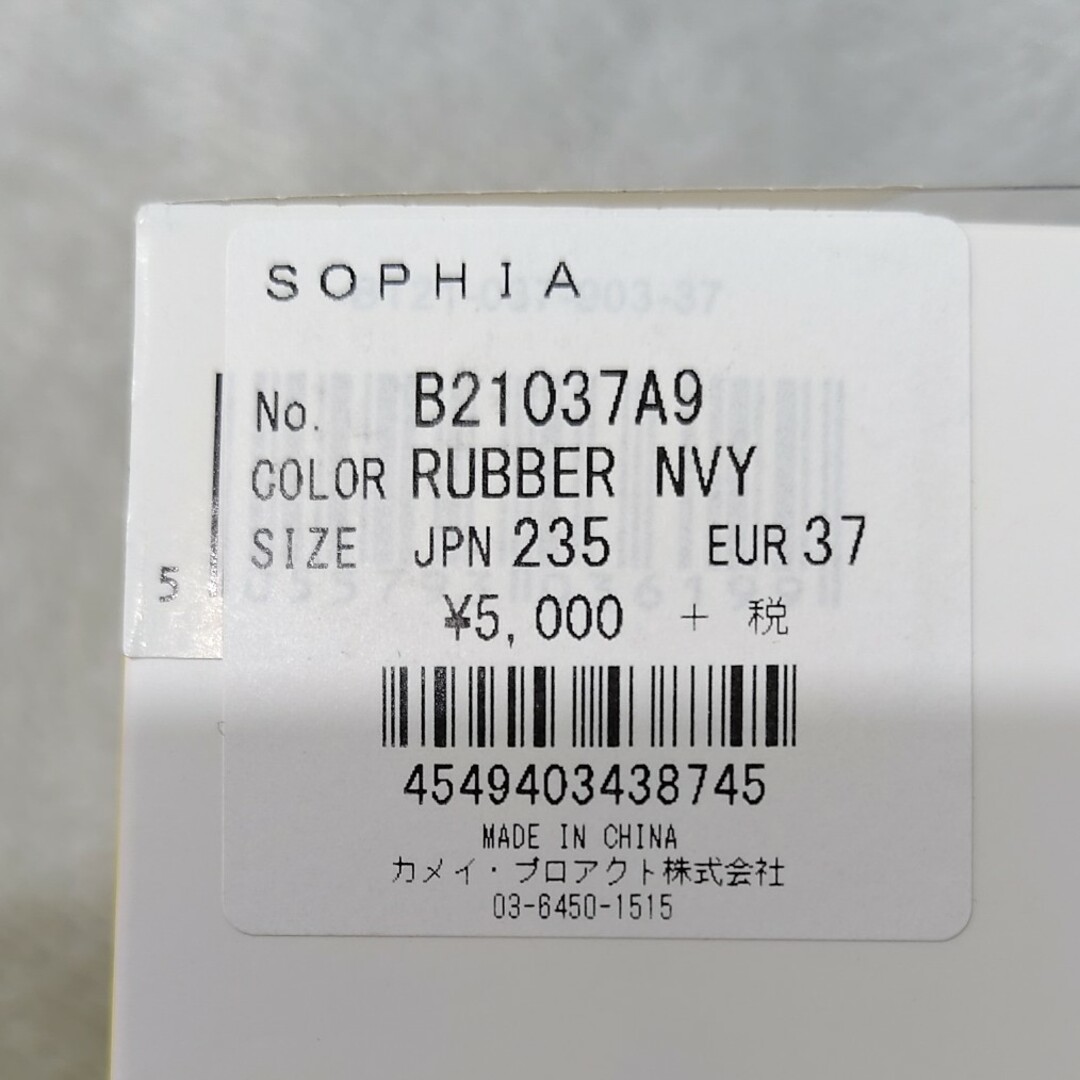 SOPHIA
No. B21037A9
COLOR RUBBER NVY
SIZE JPN 235 EUR 37
5
¥5,000 + 税
4549403438745
MADE IN CHINA
カメイ・プロアクト株式会社
03-6450-1515